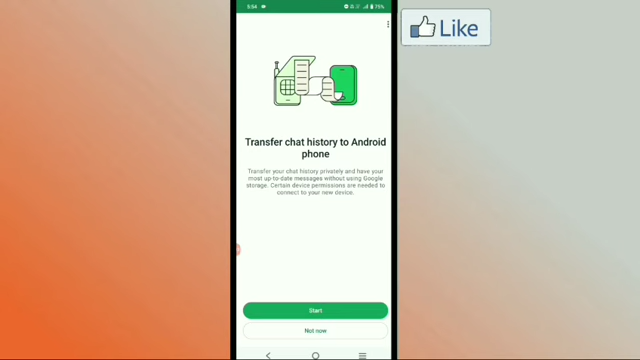 5:54
75%
Like
Transfer chat history to Android
phone
Transfer your chat history privately and have your
most up-to-date messages without using Google
storage. Certain device permissions are needed to
connect to your new device.
Start
Not now